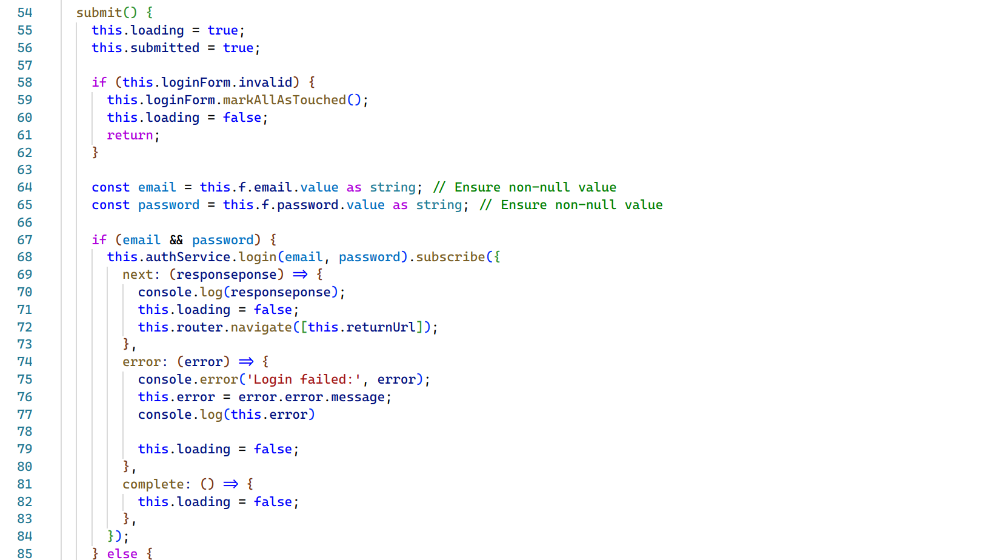 54 submit() {
55 this.loading = true;
56 this.submitted = true;
57
58 if (this.loginForm.invalid) {
59 this.loginForm.markAllAsTouched();
60 this.loading = false;
61 return;
62 }
63
64 const email = this.f.email.value as string; // Ensure non-null value
65 const password = this.f.password.value as string; // Ensure non-null value
66
67 if (email && password) {
68 this.authService.login(email, password).subscribe({
69 next: (responseponse) => {
70 console.log(responseponse);
71 this.loading = false;
72 this.router.navigate([this.returnUrl]);
73 },
74 error: (error) => {
75 console.error('Login failed:', error);
76 this.error = error.error.message;
77 console.log(this.error)
78
79 this.loading = false;
80 },
81 complete: () => {
82 this.loading = false;
83 },
84 });
85 } else {